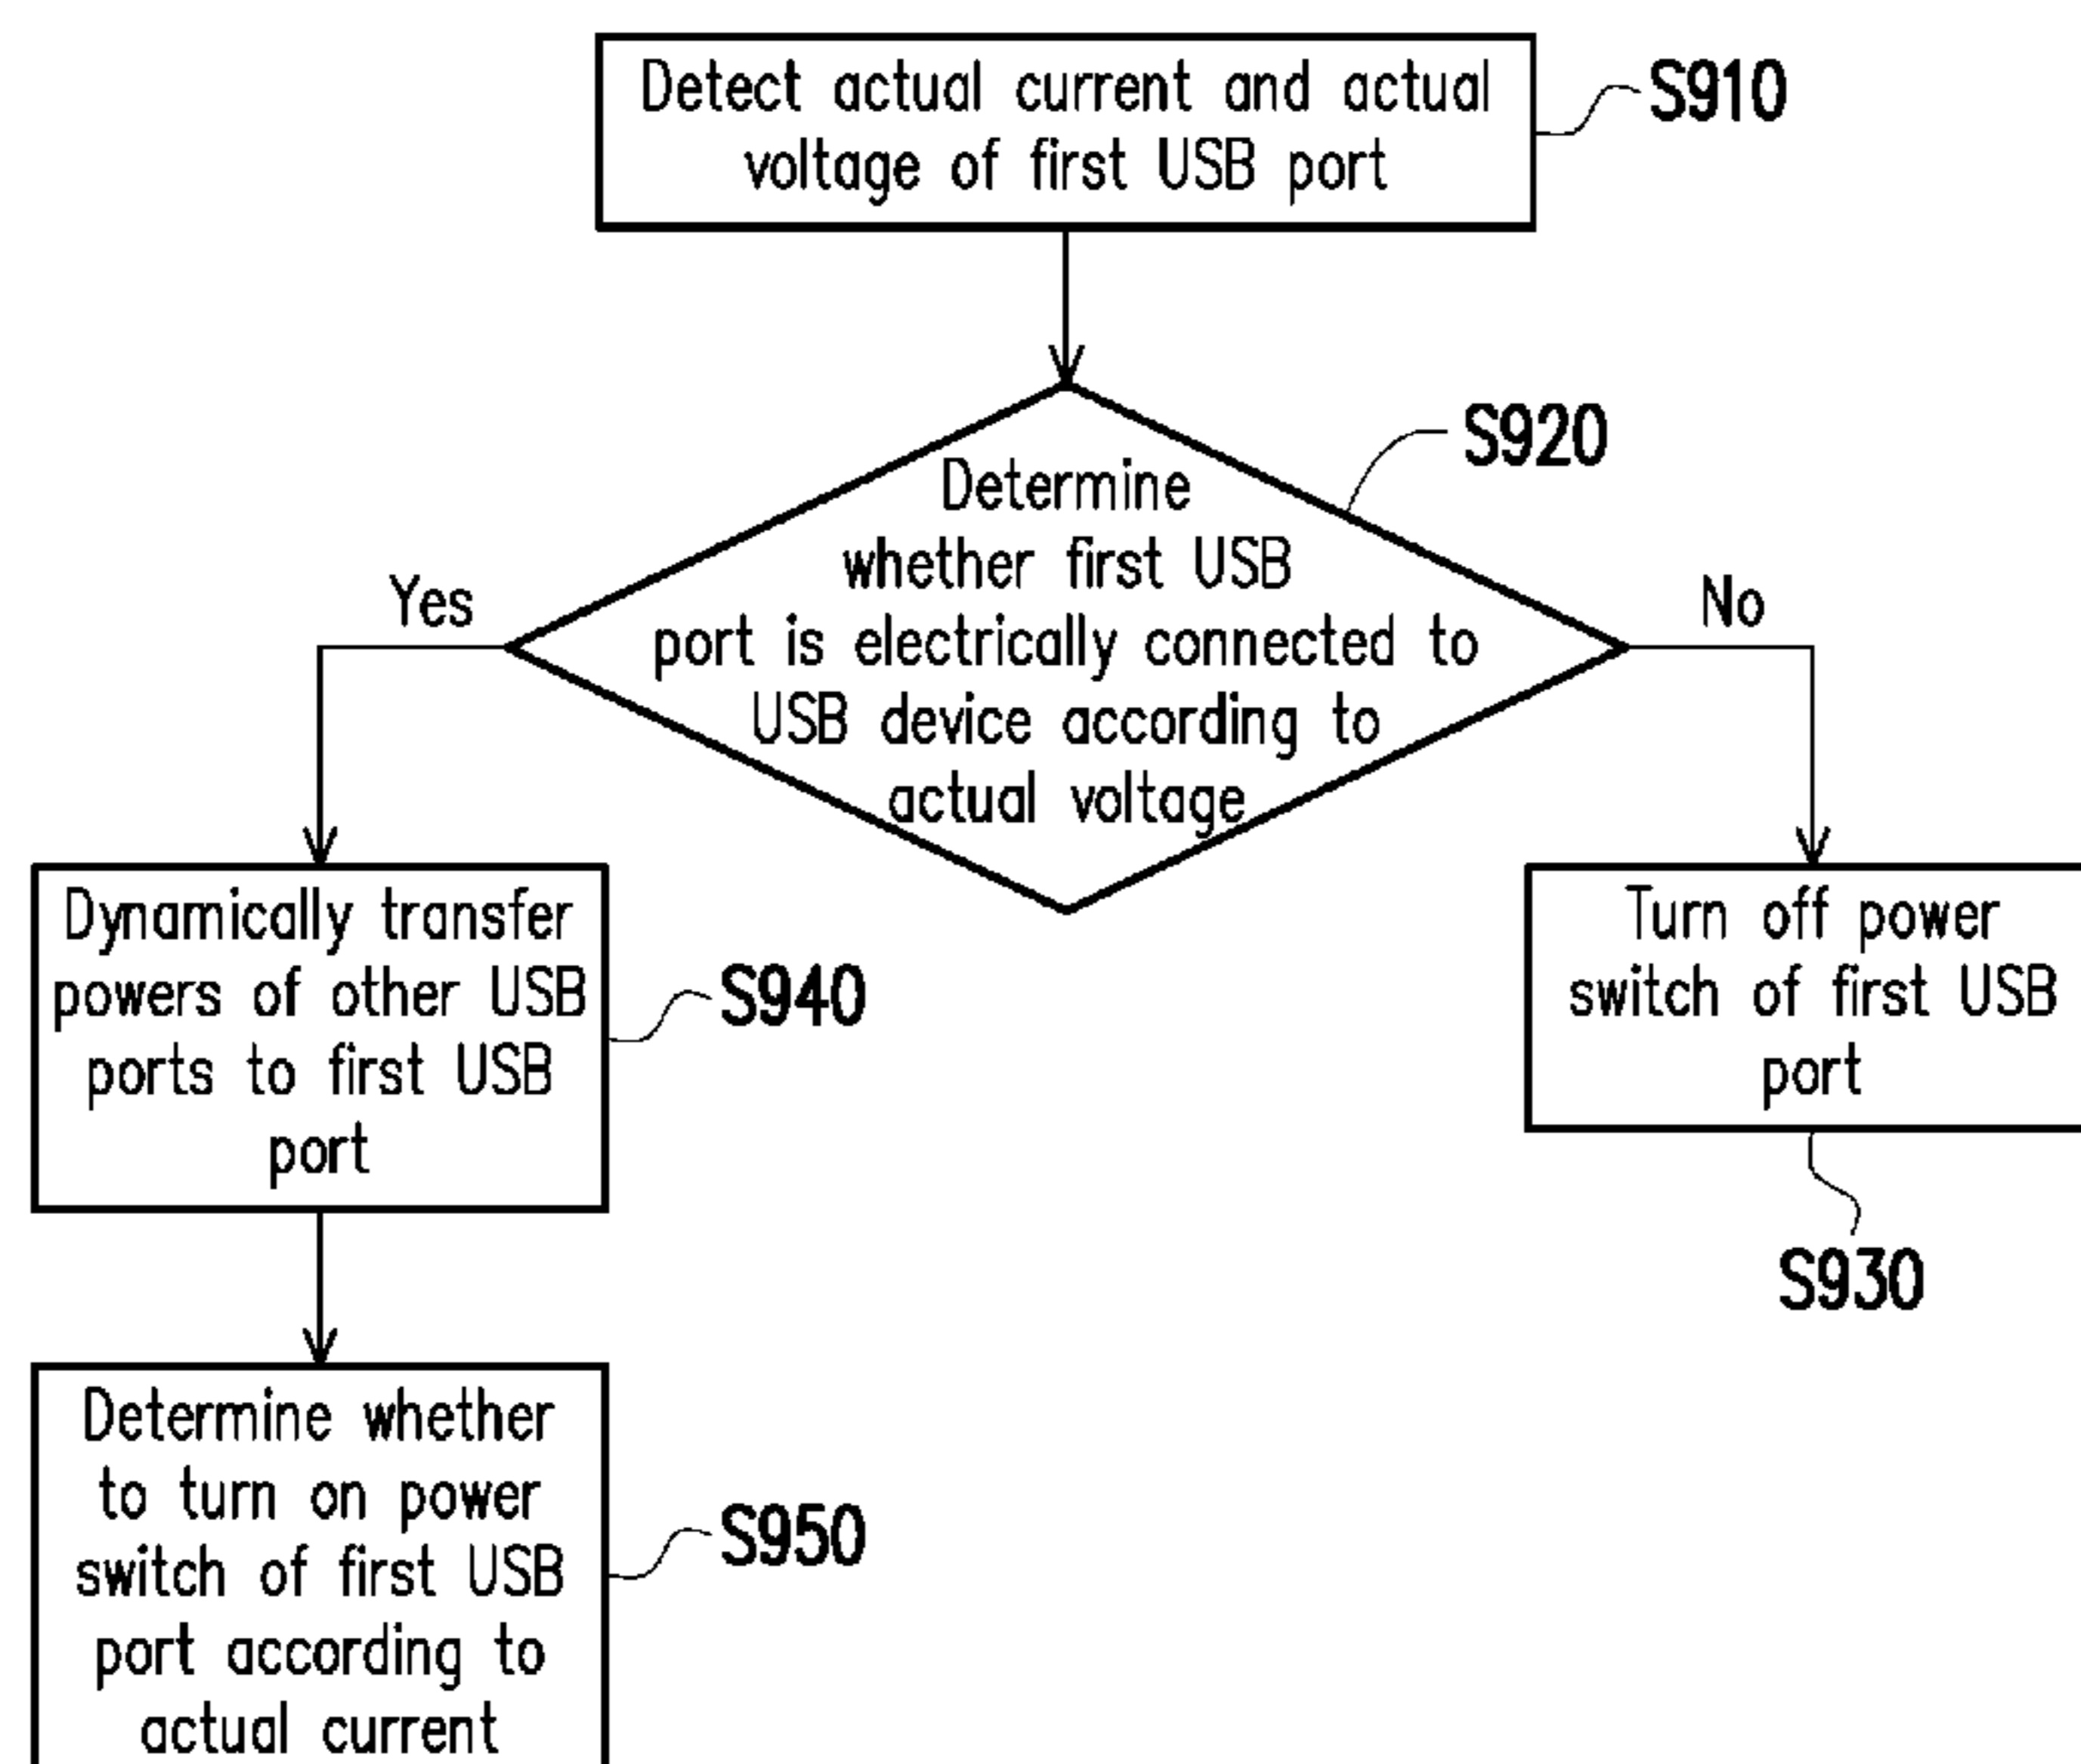 Detect actual current and actual
voltage of first USB port
S910
S920
Determine
whether first USB
port is electrically connected to
USB device according to
actual voltage
Yes
No
Dynamically transfer
powers of other USB
ports to first USB
port
S940
Turn off power
switch of first USB
port
S930
Determine whether
to turn on power
switch of first USB
port according to
actual current
S950